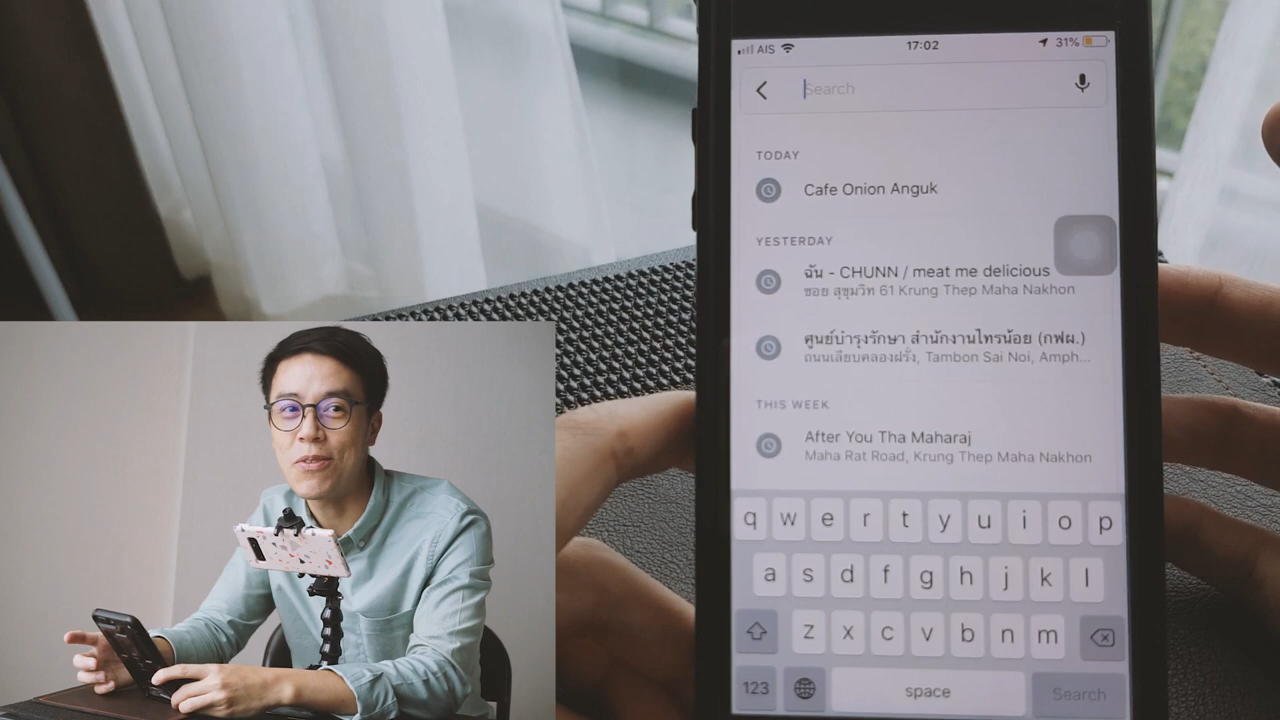 AIS 17:02 31%
Search
TODAY
Cafe Onion Anguk
YESTERDAY
ฉัน - CHUNN / meat me delicious
ซอย สุขุมวิท 61 Krung Thep Maha Nakhon
ศูนย์บำรุงรักษา สำนักงานไทรน้อย (กฟผ.)
ถนนเลียบคลองฝรั่ง, Tambon Sai Noi, Amph...
THIS WEEK
After You Tha Maharaj
Maha Rat Road, Krung Thep Maha Nakhon
q w e r t y u i o p
a s d f g h j k l
z x c v b n m
123 space Search